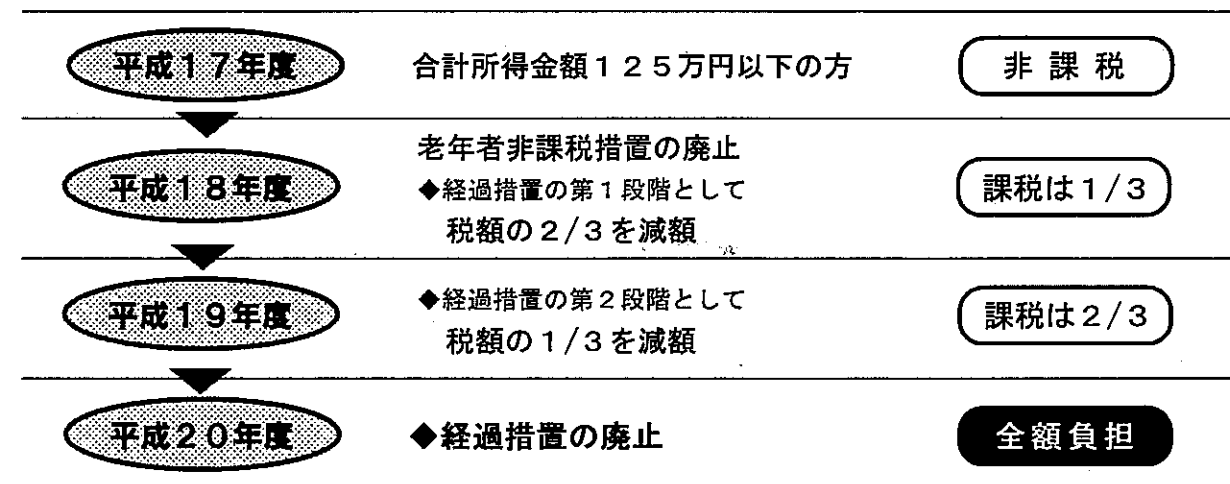 平成17年度
合計所得金額125万円以下の方
非課税
平成18年度
老年者非課税措置の廃止
◆経過措置の第1段階として
税額の2/3を減額
課税は1/3
平成19年度
◆経過措置の第2段階として
税額の1/3を減額
課税は2/3
平成20年度
◆経過措置の廃止
全額負担